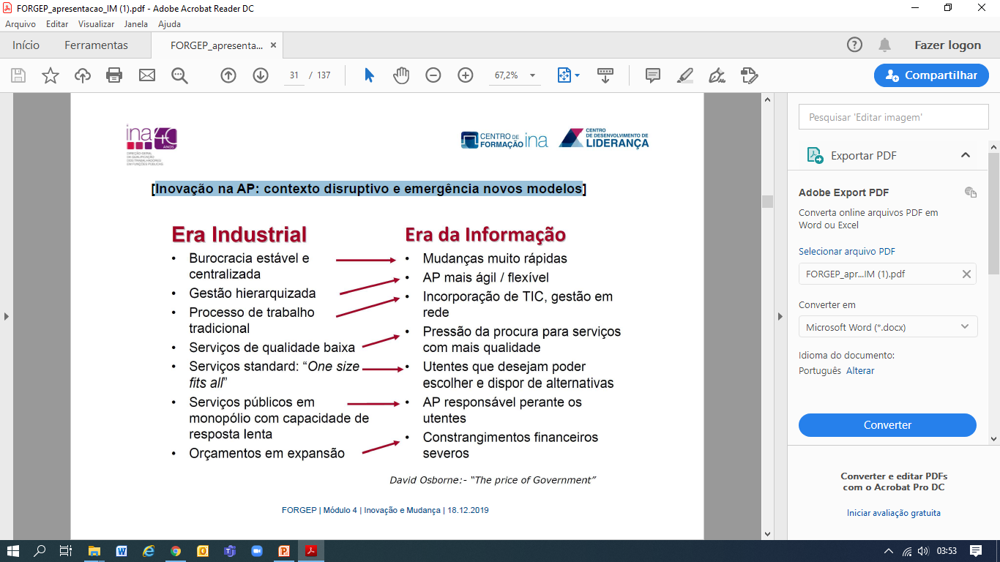 FORGEP_apresentacao_IM (1).pdf - Adobe Acrobat Reader DC
Arquivo Editar Visualizar Janela Ajuda
Início Ferramentas FORGEP_apresenta... × Fazer logon
31 / 137 67,2% Compartilhar
ina 40 ANOS
DIREÇÃO-GERAL
DA QUALIFICAÇÃO
DOS TRABALHADORES
EM FUNÇÕES PÚBLICAS
CENTRO DE
FORMAÇÃO ina
CENTRO
DE DESENVOLVIMENTO DE
LIDERANÇA
[Inovação na AP: contexto disruptivo e emergência novos modelos]
Era Industrial
• Burocracia estável e
centralizada
• Gestão hierarquizada
• Processo de trabalho
tradicional
• Serviços de qualidade baixa
• Serviços standard: “One size
fits all”
• Serviços públicos em
monopólio com capacidade de
resposta lenta
• Orçamentos em expansão
Era da Informação
• Mudanças muito rápidas
• AP mais ágil / flexível
• Incorporação de TIC, gestão em
rede
• Pressão da procura para serviços
com mais qualidade
• Utentes que desejam poder
escolher e dispor de alternativas
• AP responsável perante os
utentes
• Constrangimentos financeiros
severos
David Osborne:- “The price of Government”
FORGEP | Módulo 4 | Inovação e Mudança | 18.12.2019
Pesquisar 'Editar imagem'
Exportar PDF
Adobe Export PDF
Converta online arquivos PDF em
Word ou Excel
Selecionar arquivo PDF
FORGEP_apr...IM (1).pdf
Converter em
Microsoft Word (*.docx)
Idioma do documento:
Português Alterar
Converter
Converter e editar PDFs
com o Acrobat Pro DC
Iniciar avaliação gratuita
03:53